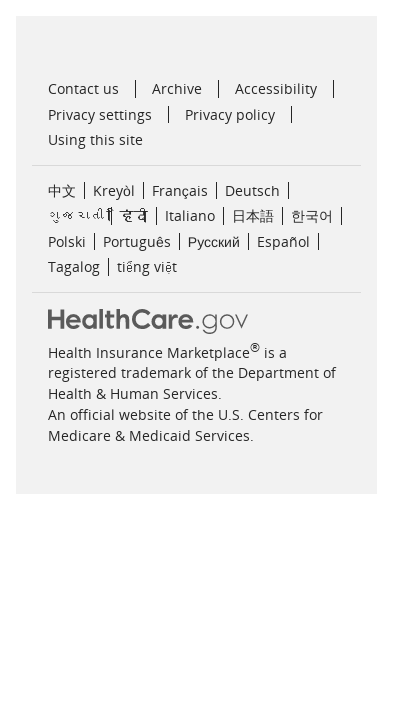 Contact us | Archive | Accessibility |
Privacy settings | Privacy policy |
Using this site
中文 | Kreyòl | Français | Deutsch |
ગુજરાતી | हिंदी | Italiano | 日本語 | 한국어 |
Polski | Português | Русский | Español |
Tagalog | tiếng việt
HealthCare.gov
Health Insurance Marketplace® is a
registered trademark of the Department of
Health & Human Services.
An official website of the U.S. Centers for
Medicare & Medicaid Services.